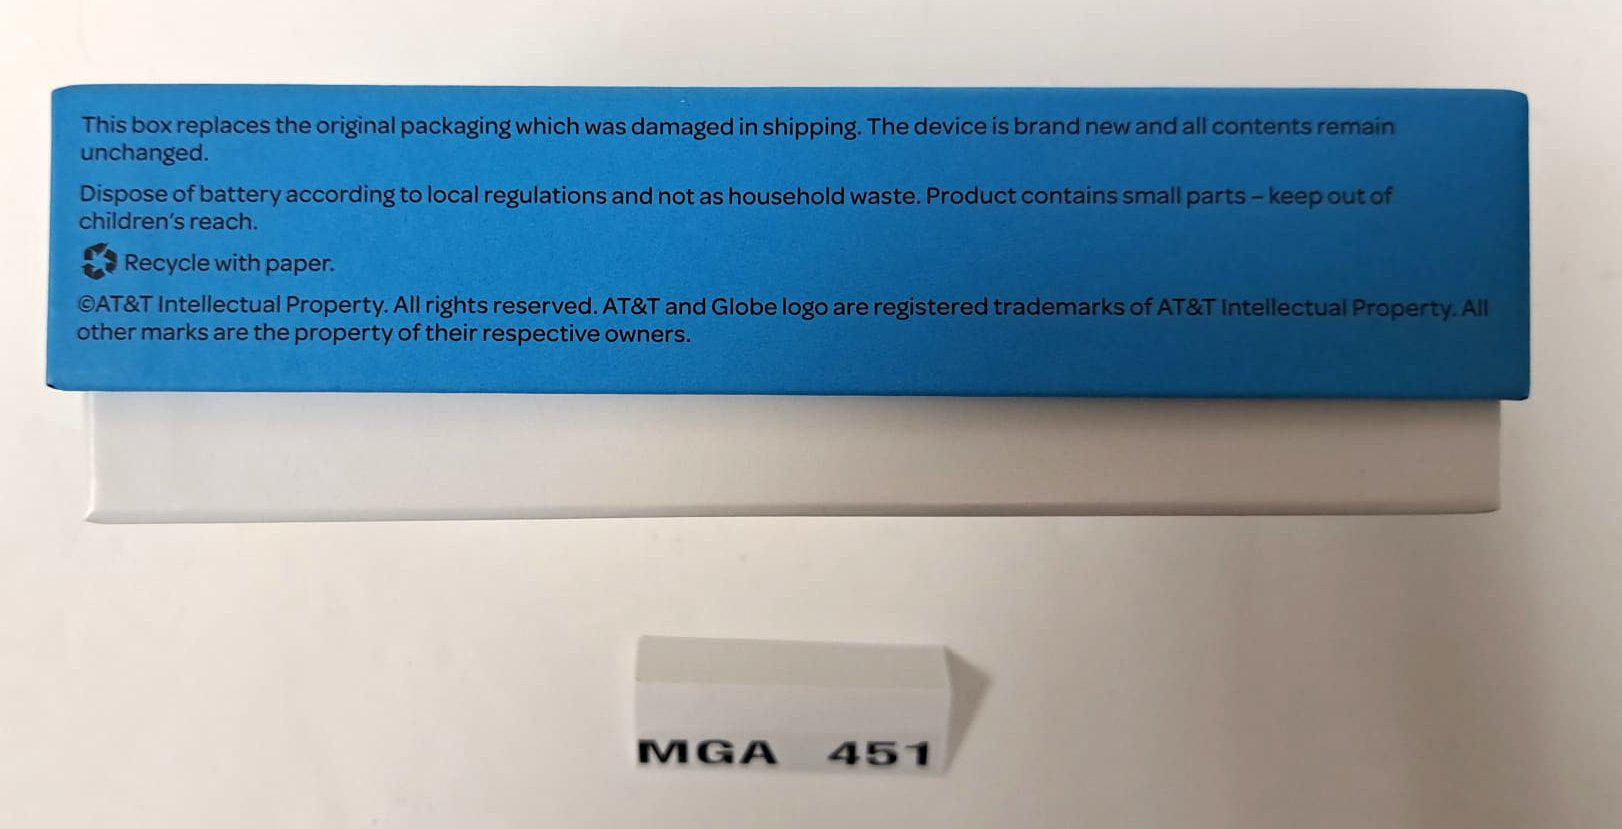 This box replaces the original packaging which was damaged in shipping. The device is brand new and all contents remain
unchanged.
Dispose of battery according to local regulations and not as household waste. Product contains small parts – keep out of
children's reach.
Recycle with paper.
©AT&T Intellectual Property. All rights reserved. AT&T and Globe logo are registered trademarks of AT&T Intellectual Property. All
other marks are the property of their respective owners.
MGA 451